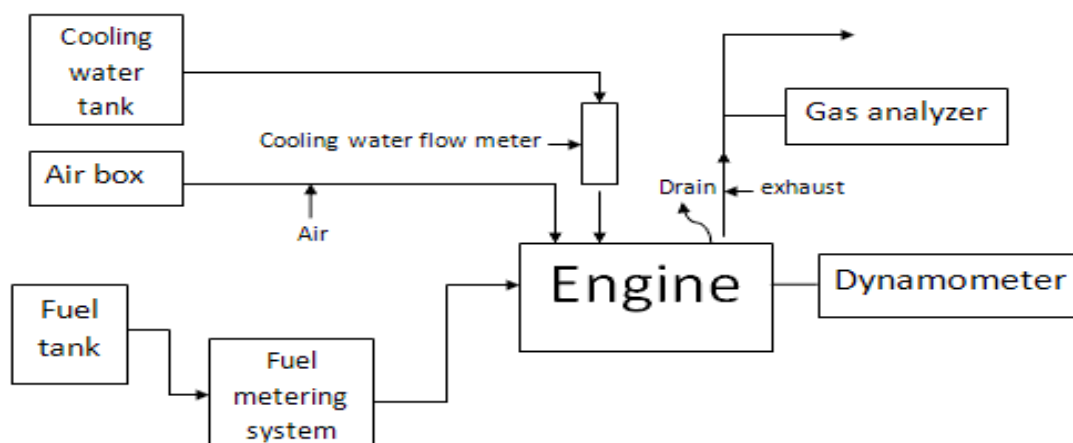 Cooling
water
tank
Gas analyzer
Cooling water flow meter
Air box
Drain
exhaust
Air
Engine
Dynamometer
Fuel
tank
Fuel
metering
system